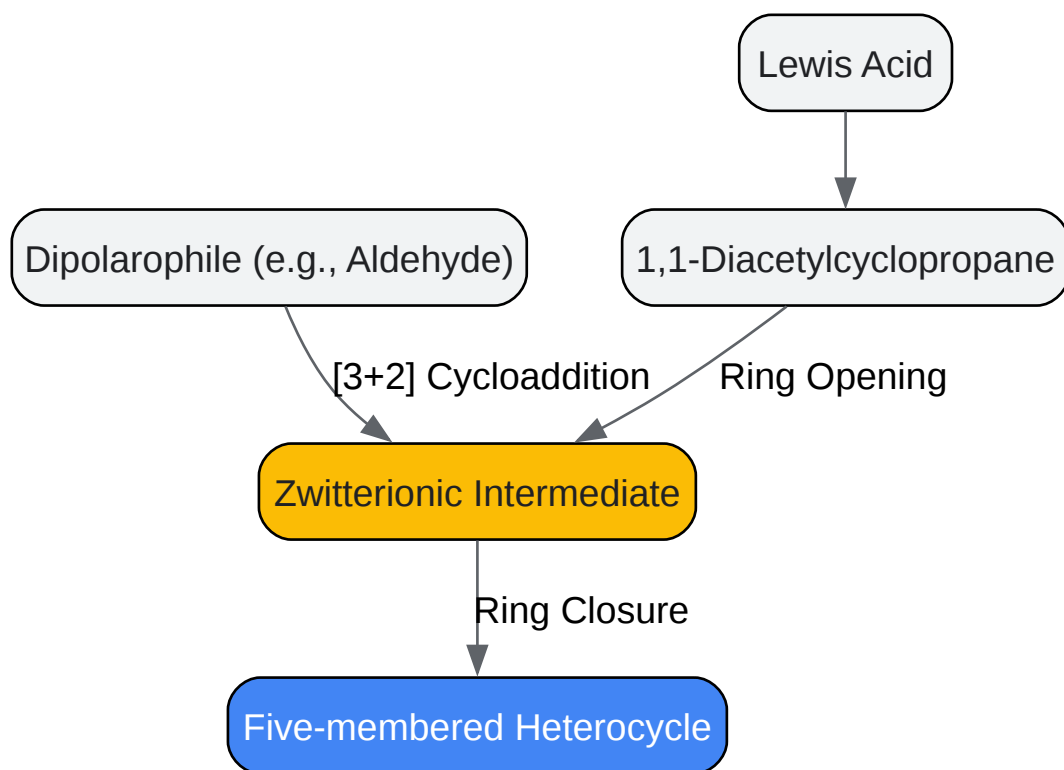 Lewis Acid
Dipolarophile (e.g., Aldehyde)
1,1-Diacetylcyclopropane
[3+2] Cycloaddition
Ring Opening
Zwitterionic Intermediate
Ring Closure
Five-membered Heterocycle